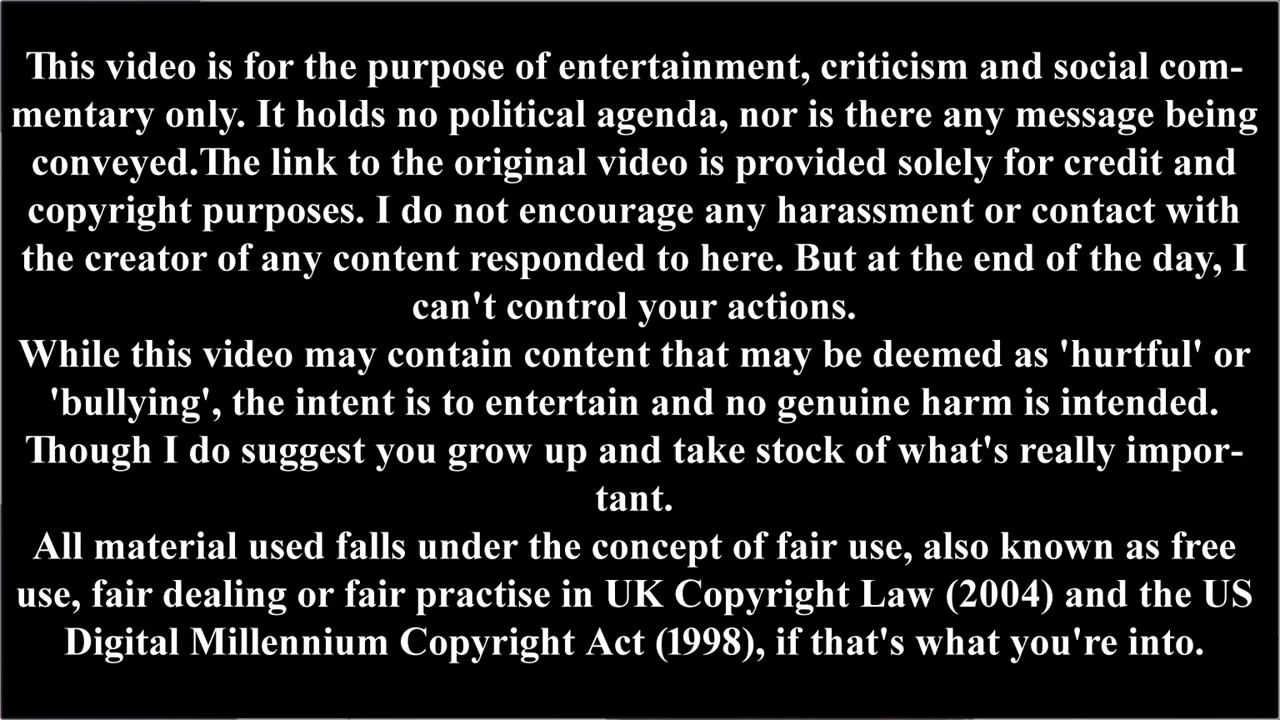 This video is for the purpose of entertainment, criticism and social com-
mentary only. It holds no political agenda, nor is there any message being
conveyed.The link to the original video is provided solely for credit and
copyright purposes. I do not encourage any harassment or contact with
the creator of any content responded to here. But at the end of the day, I
can't control your actions.
While this video may contain content that may be deemed as 'hurtful' or
'bullying', the intent is to entertain and no genuine harm is intended.
Though I do suggest you grow up and take stock of what's really impor-
tant.
All material used falls under the concept of fair use, also known as free
use, fair dealing or fair practise in UK Copyright Law (2004) and the US
Digital Millennium Copyright Act (1998), if that's what you're into.